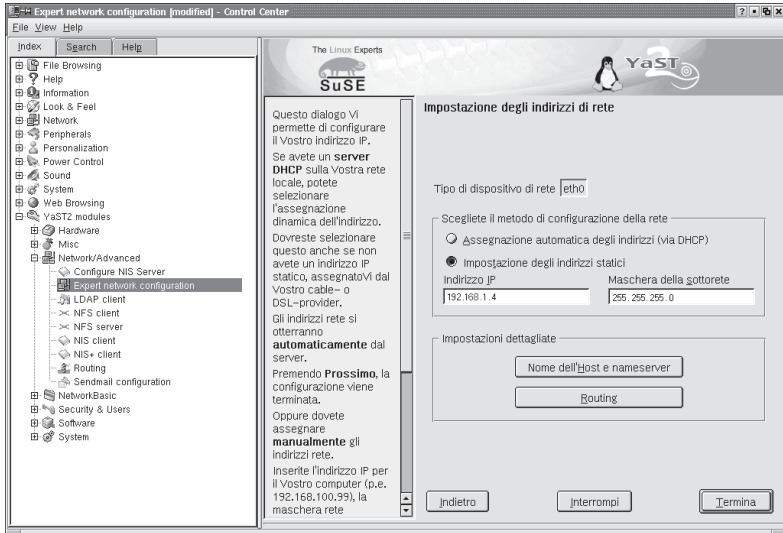 Expert network configuration [modified] - Control Center
File View Help
Index Search Help
File Browsing
Help
Information
Look & Feel
Network
Peripherals
Personalization
Power Control
Sound
System
Web Browsing
YaST2 modules
Hardware
Misc
Network/Advanced
Configure NIS Server
Expert network configuration
LDAP client
NFS client
NFS server
NIS client
NIS+ client
Routing
Sendmail configuration
NetworkBasic
Security & Users
Software
System
The Linux Experts
SuSE
YaST
Questo dialogo Vi
permette di configurare
il Vostro indirizzo IP.
Se avete un server
DHCP sulla Vostra rete
locale, potete
selezionare
l'assegnazione
dinamica dell'indirizzo.
Dovreste selezionare
questo anche se non
avete un indirizzo IP
statico, assegnatoVi dal
Vostro cable- o
DSL-provider.
Gli indirizzi rete si
otterranno
automaticamente dal
server.
Premendo Prossimo, la
configurazione viene
terminata.
Oppure dovete
assegnare
manualmente gli
indirizzi rete.
Inserite l'indirizzo IP per
il Vostro computer (p.e.
192.168.100.99), la
maschera rete
Impostazione degli indirizzi di rete
Tipo di dispositivo di rete eth0
Scegliete il metodo di configurazione della rete
Assegnazione automatica degli indirizzi (via DHCP)
Impostazione degli indirizzi statici
Indirizzo IP Maschera della sottorete
192.168.1.4 255.255.255.0
Impostazioni dettagliate
Nome dell'Host e nameserver
Routing
Indietro Interrompi Termina